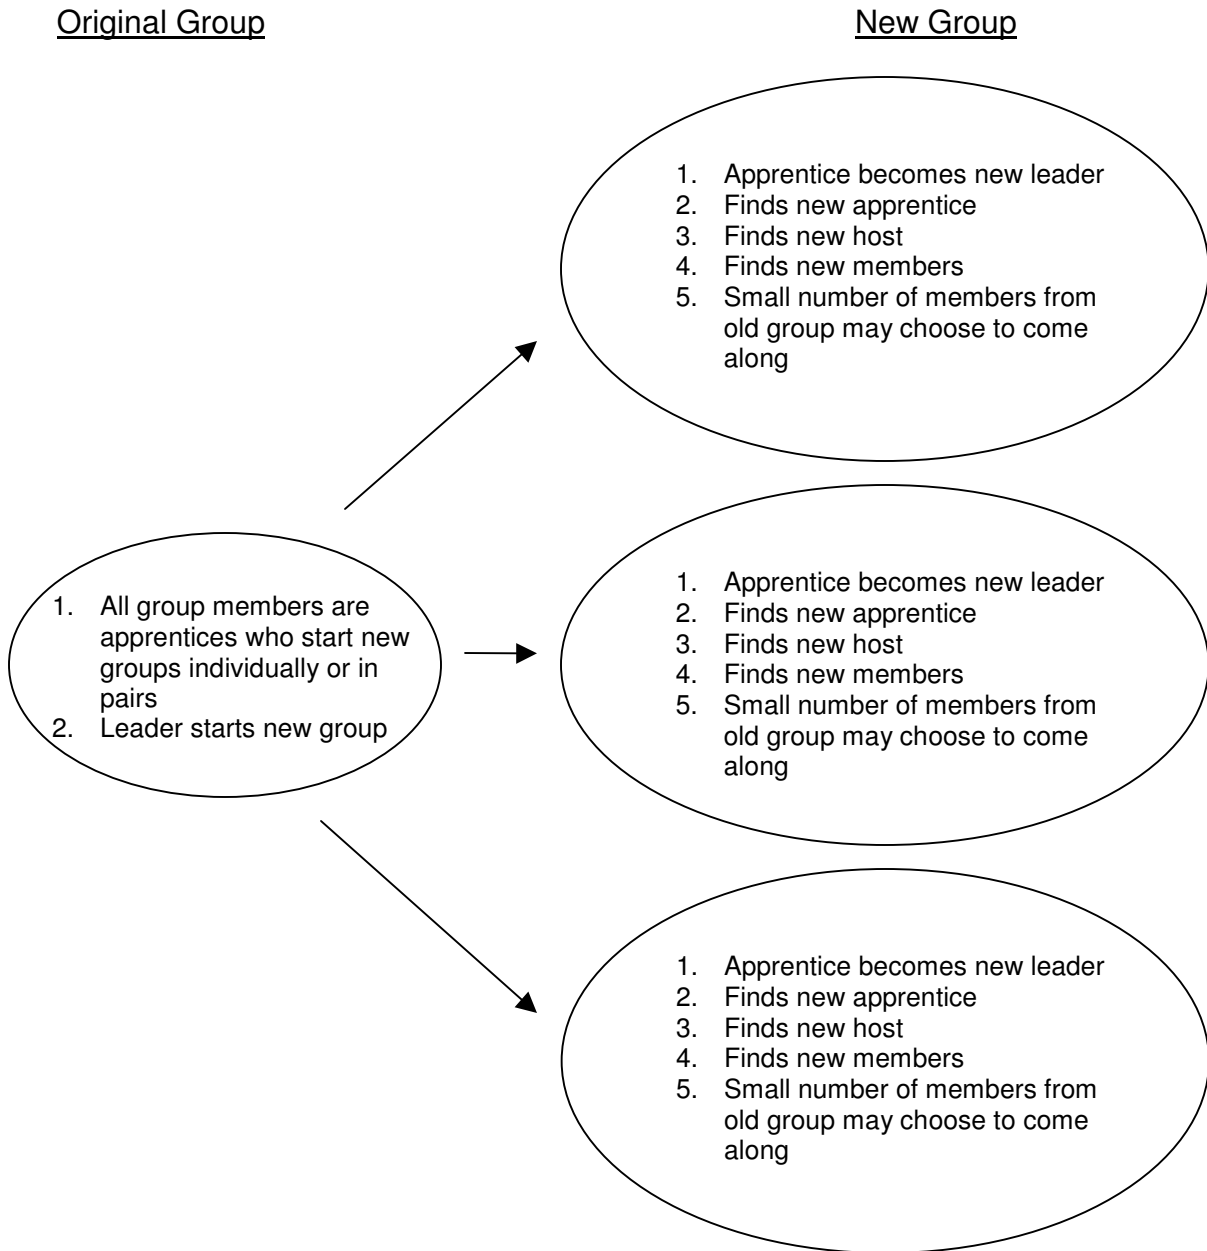 Original Group
New Group
1. Apprentice becomes new leader
2. Finds new apprentice
3. Finds new host
4. Finds new members
5. Small number of members from
old group may choose to come
along
1. All group members are
apprentices who start new
groups individually or in
pairs
2. Leader starts new group
1. Apprentice becomes new leader
2. Finds new apprentice
3. Finds new host
4. Finds new members
5. Small number of members from
old group may choose to come
along
1. Apprentice becomes new leader
2. Finds new apprentice
3. Finds new host
4. Finds new members
5. Small number of members from
old group may choose to come
along